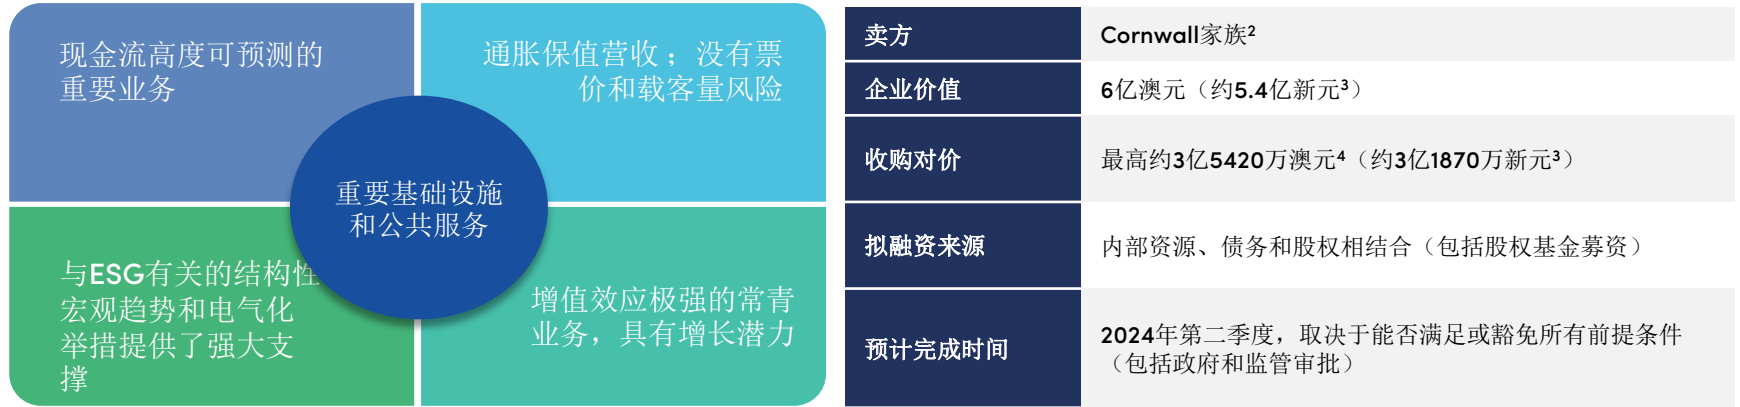 现金流高度可预测的
重要业务
通胀保值营收；没有票
价和载客量风险
重要基础设施
和公共服务
与ESG有关的结构性
宏观趋势和电气化
举措提供了强大支
撑
增值效应极强的常青
业务，具有增长潜力
卖方
Cornwall家族²
企业价值
6亿澳元（约5.4亿新元³）
收购对价
最高约3亿5420万澳元⁴（约3亿1870万新元³）
拟融资来源
内部资源、债务和股权相结合（包括股权基金募资）
预计完成时间
2024年第二季度，取决于能否满足或豁免所有前提条件
（包括政府和监管审批）